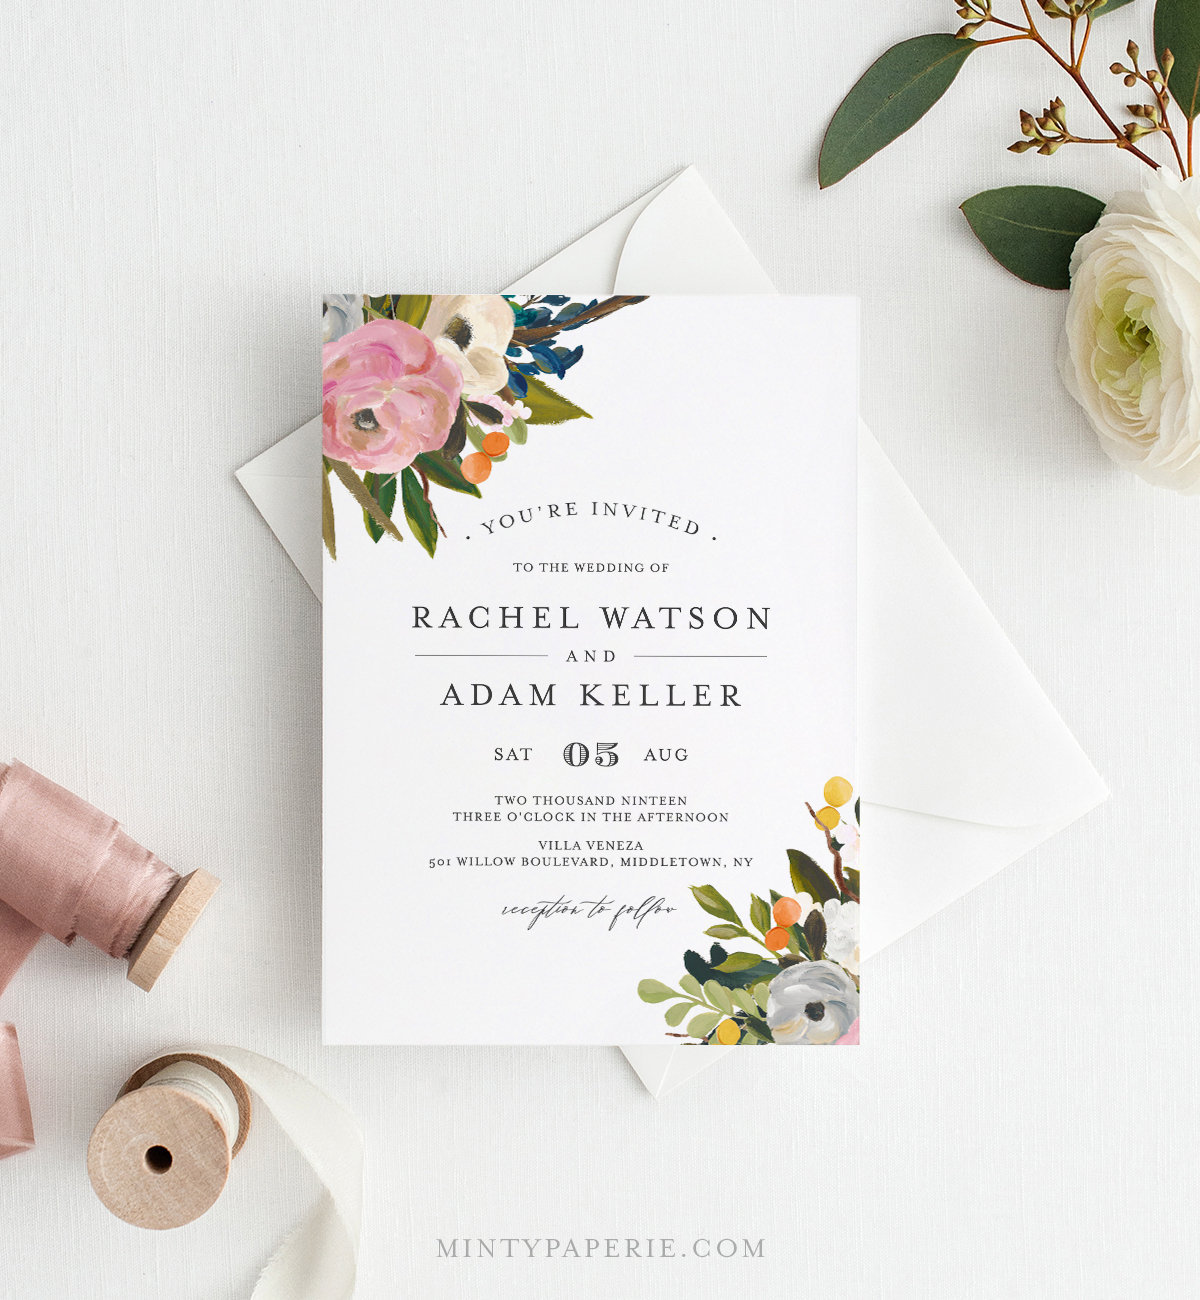 · YOU'RE INVITED ·
TO THE WEDDING OF
RACHEL WATSON
AND
ADAM KELLER
SAT 05 AUG
TWO THOUSAND NINTEEN
THREE O'CLOCK IN THE AFTERNOON
VILLA VENEZA
501 WILLOW BOULEVARD, MIDDLETOWN, NY
reception to follow
MINTYPAPERIE.COM